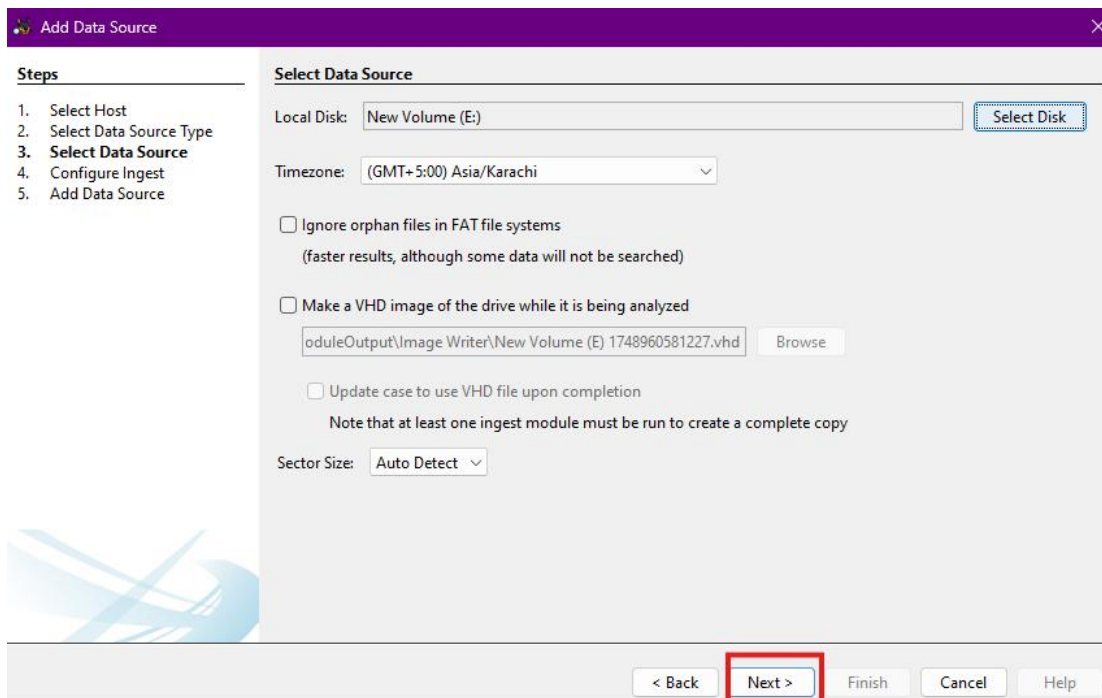 Add Data Source
Steps
1. Select Host
2. Select Data Source Type
3. Select Data Source
4. Configure Ingest
5. Add Data Source
Select Data Source
Local Disk: New Volume (E:) Select Disk
Timezone: (GMT+5:00) Asia/Karachi
Ignore orphan files in FAT file systems
(faster results, although some data will not be searched)
Make a VHD image of the drive while it is being analyzed
oduleOutput\Image Writer\New Volume (E) 1748960581227.vhd Browse
Update case to use VHD file upon completion
Note that at least one ingest module must be run to create a complete copy
Sector Size: Auto Detect
< Back Next > Finish Cancel Help